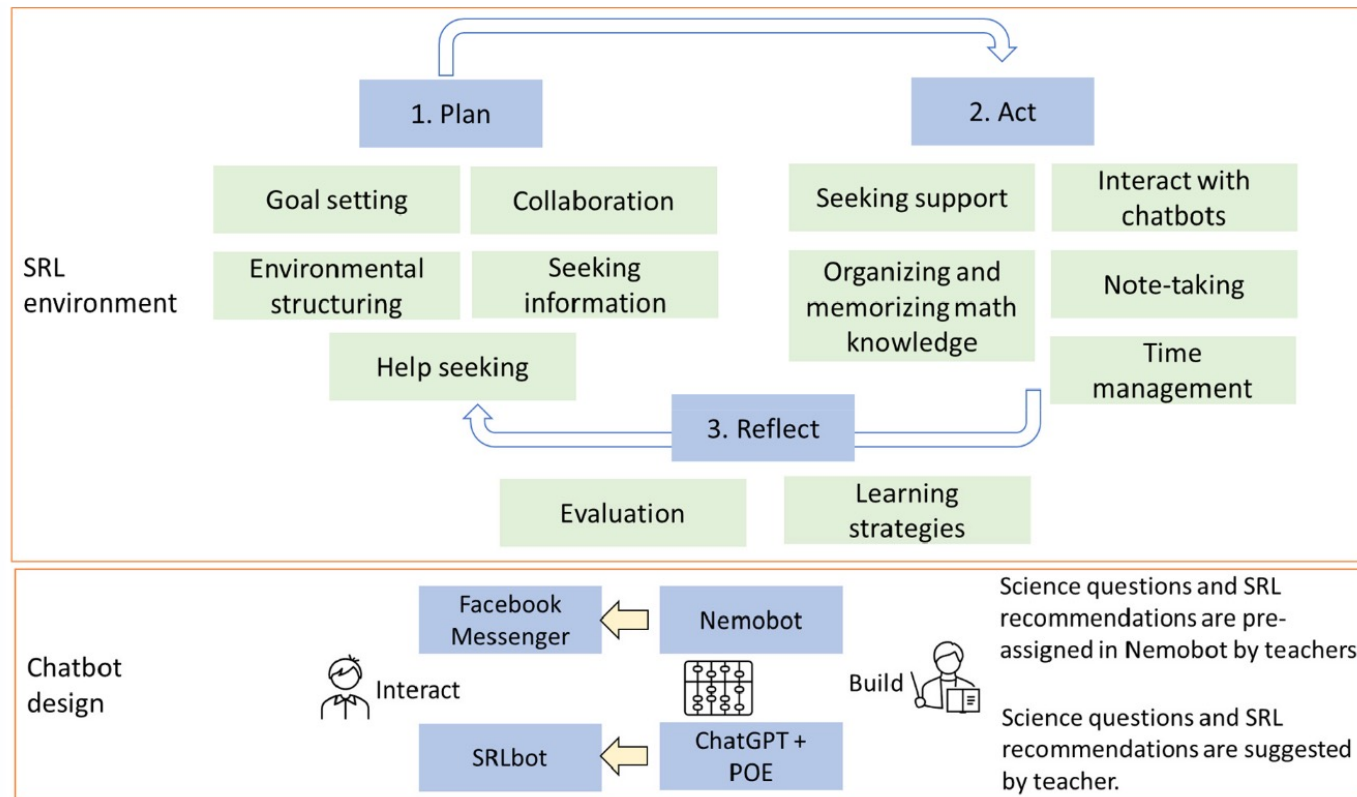 1. Plan
2. Act
Goal setting
Collaboration
Seeking support
Interact with
chatbots
SRL
environment
Environmental
structuring
Seeking
information
Organizing and
memorizing math
knowledge
Note-taking
Help seeking
Time
management
3. Reflect
Evaluation
Learning
strategies
Chatbot
design
Facebook
Messenger
Nemobot
Interact
Build
Science questions and SRL
recommendations are pre-
assigned in Nemobot by teachers
SRLbot
ChatGPT +
POE
Science questions and SRL
recommendations are suggested
by teacher.